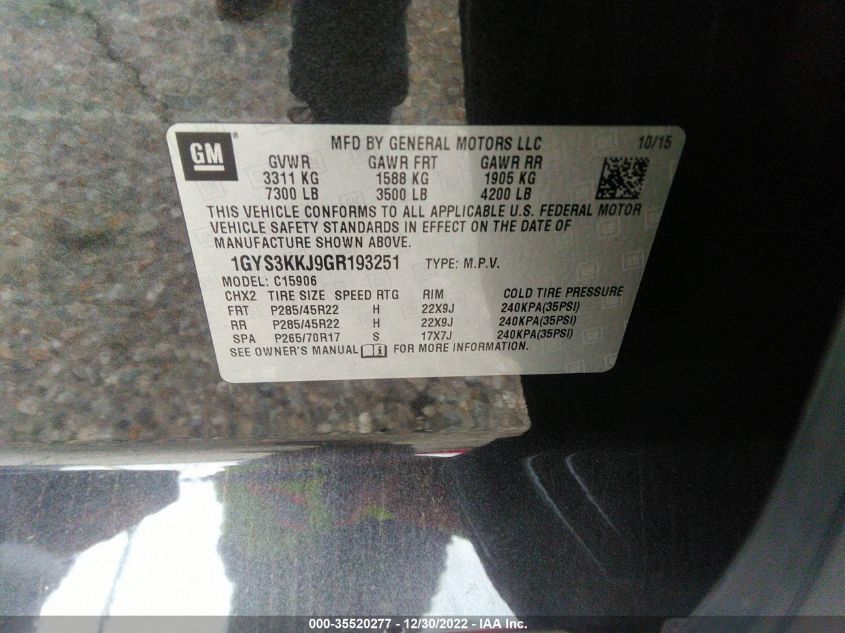 GM
®
MFD BY GENERAL MOTORS LLC 10/15
GVWR GAWR FRT GAWR RR
3311 KG 1588 KG 1905 KG
7300 LB 3500 LB 4200 LB
THIS VEHICLE CONFORMS TO ALL APPLICABLE U.S. FEDERAL MOTOR
VEHICLE SAFETY STANDARDS IN EFFECT ON THE DATE OF
MANUFACTURE SHOWN ABOVE.
1GYS3KKJ9GR193251 TYPE: M.P.V.
MODEL: C15906
CHX2 TIRE SIZE SPEED RTG RIM COLD TIRE PRESSURE
FRT P285/45R22 H 22X9J 240KPA(35PSI)
RR P285/45R22 H 22X9J 240KPA(35PSI)
SPA P265/70R17 S 17X7J 240KPA(35PSI)
SEE OWNER'S MANUAL i FOR MORE INFORMATION.
000-35520277 - 12/30/2022 - IAA Inc.